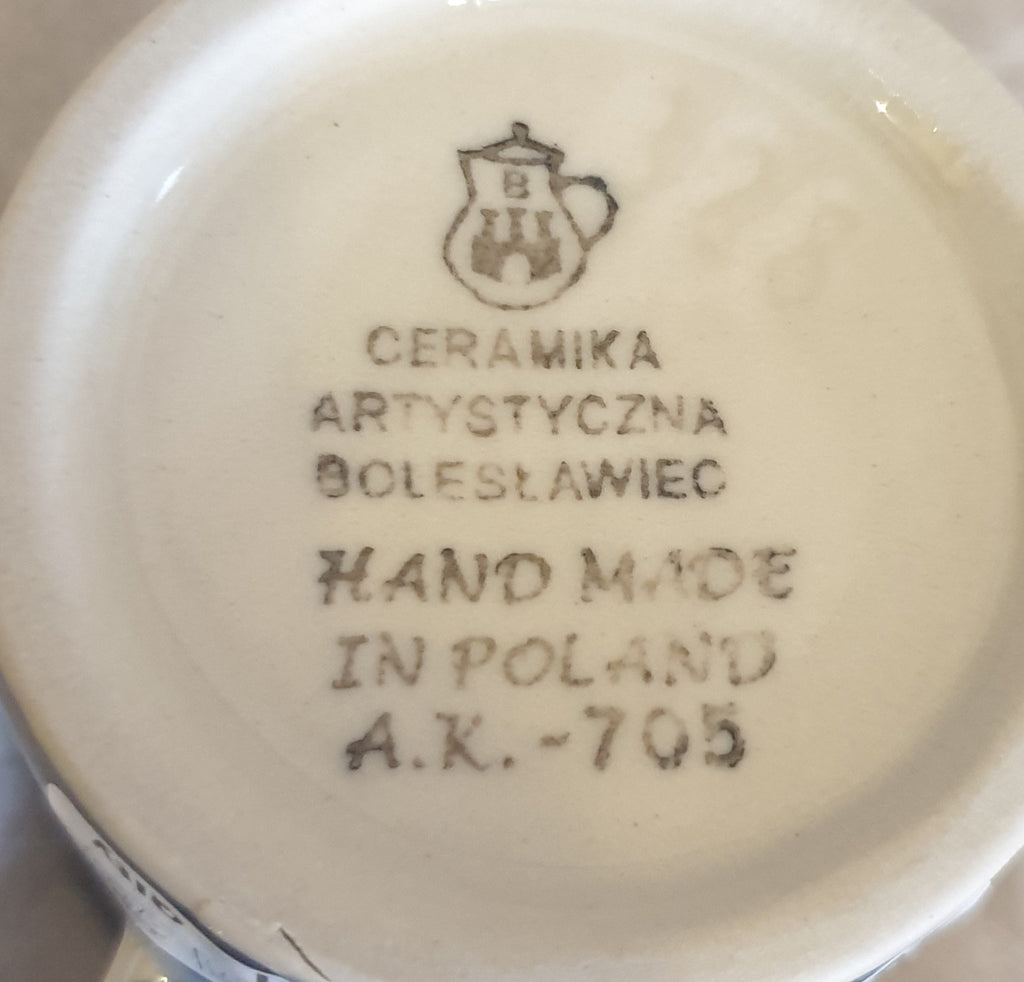 B
CERAMIKA
ARTYSTYCZNA
BOLESŁAWIEC
HAND MADE
IN POLAND
A.K.-705